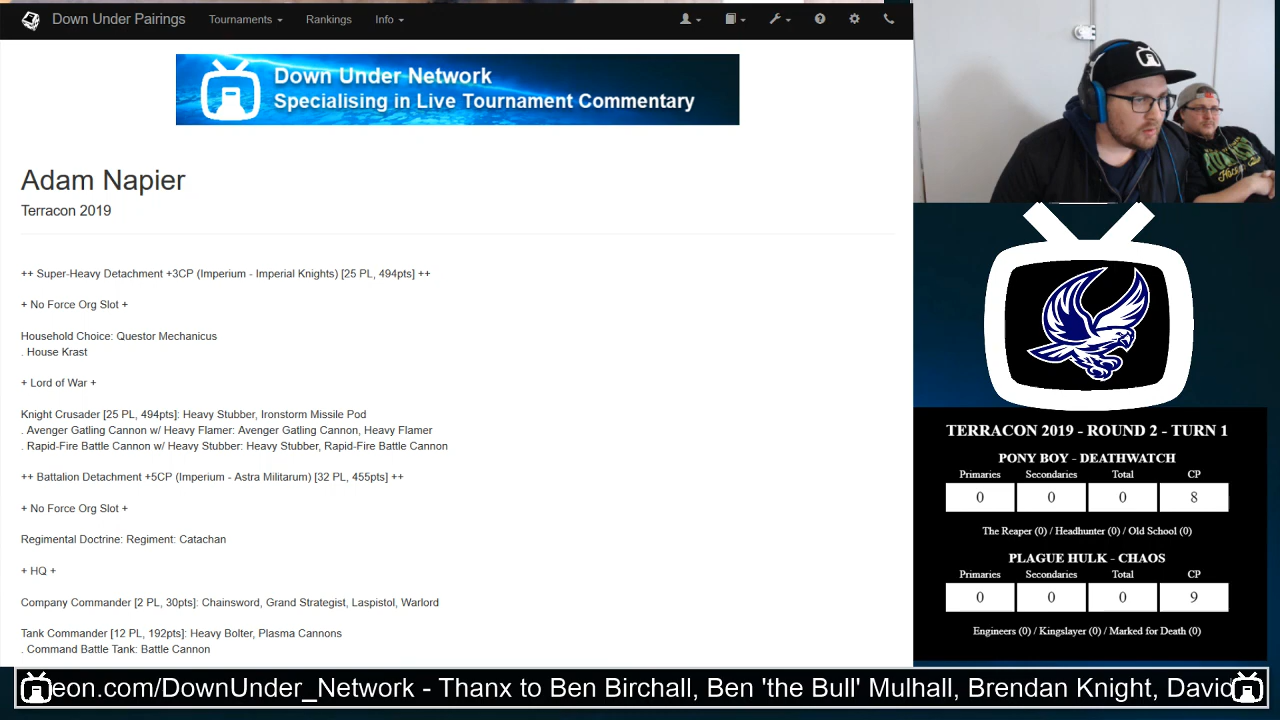 Down Under Pairings Tournaments Rankings Info
Down Under Network
Specialising in Live Tournament Commentary
Adam Napier
Terracon 2019
++ Super-Heavy Detachment +3CP (Imperium - Imperial Knights) [25 PL, 494pts] ++
+ No Force Org Slot +
Household Choice: Questor Mechanicus
. House Krast
+ Lord of War +
Knight Crusader [25 PL, 494pts]: Heavy Stubber, Ironstorm Missile Pod
. Avenger Gatling Cannon w/ Heavy Flamer: Avenger Gatling Cannon, Heavy Flamer
. Rapid-Fire Battle Cannon w/ Heavy Stubber: Heavy Stubber, Rapid-Fire Battle Cannon
++ Battalion Detachment +5CP (Imperium - Astra Militarum) [32 PL, 455pts] ++
+ No Force Org Slot +
Regimental Doctrine: Regiment: Catachan
+ HQ +
Company Commander [2 PL, 30pts]: Chainsword, Grand Strategist, Laspistol, Warlord
Tank Commander [12 PL, 192pts]: Heavy Bolter, Plasma Cannons
. Command Battle Tank: Battle Cannon
TERRACON 2019 - ROUND 2 - TURN 1
PONY BOY - DEATHWATCH
Primaries Secondaries Total CP
0 0 0 8
The Reaper (0) / Headhunter (0) / Old School (0)
PLAGUE HULK - CHAOS
Primaries Secondaries Total CP
0 0 0 9
Engineers (0) / Kingslayer (0) / Marked for Death (0)
eon.com/DownUnder_Network - Thanx to Ben Birchall, Ben 'the Bull' Mulhall, Brendan Knight, David